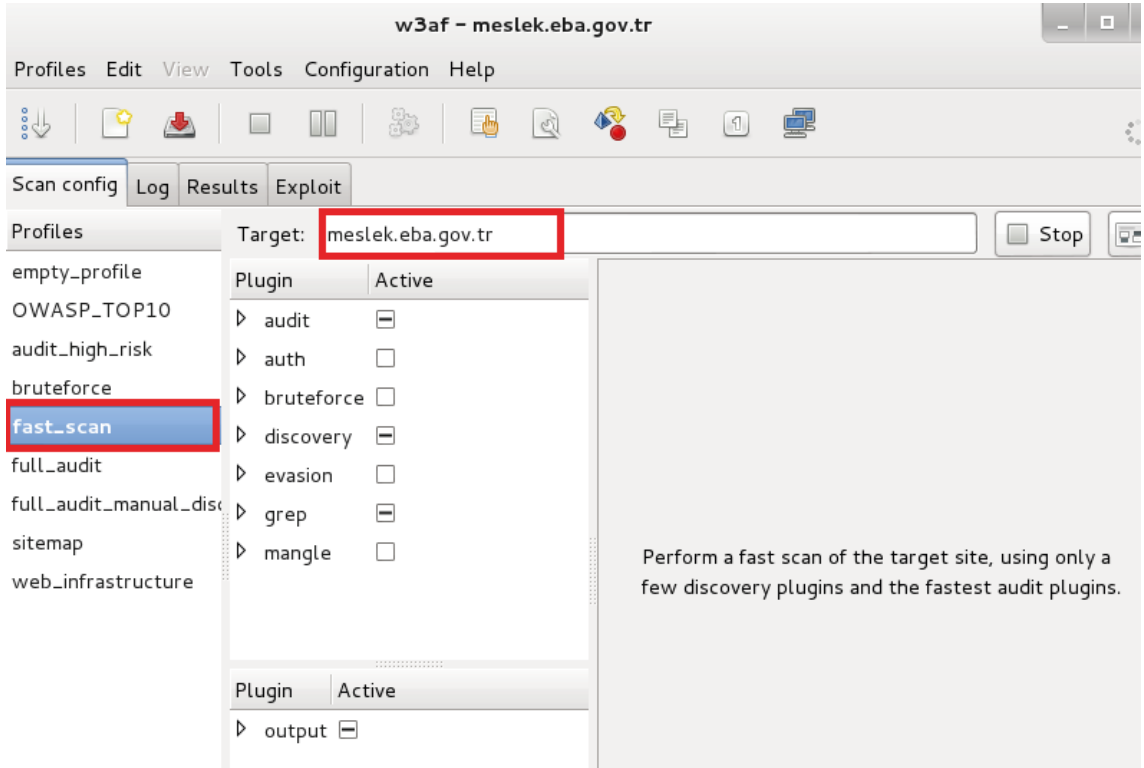 w3af - meslek.eba.gov.tr
Profiles Edit View Tools Configuration Help
Scan config Log Results Exploit
Profiles
empty_profile
OWASP_TOP10
audit_high_risk
bruteforce
fast_scan
full_audit
full_audit_manual_disc
sitemap
web_infrastructure
Target: meslek.eba.gov.tr Stop
Plugin Active
audit
auth
bruteforce
discovery
evasion
grep
mangle
Plugin Active
output
Perform a fast scan of the target site, using only a
few discovery plugins and the fastest audit plugins.